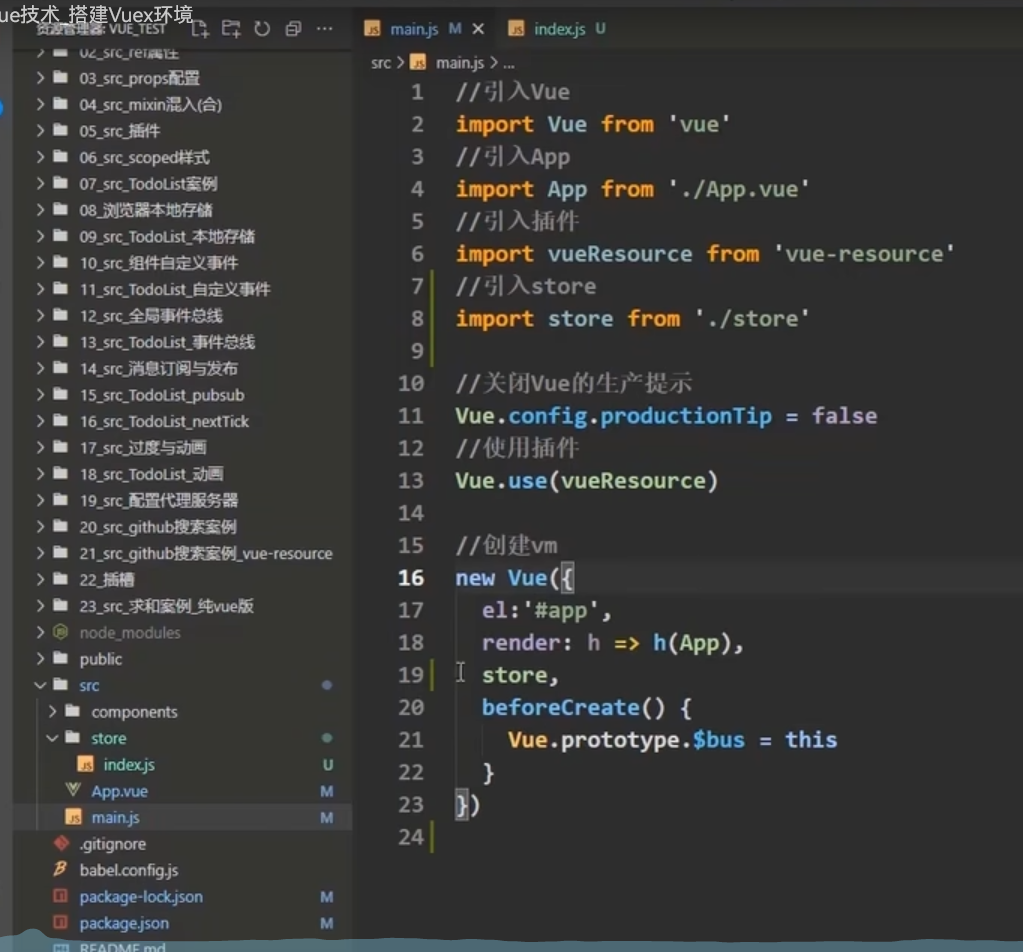 ue技术_搭建Vuex环境
资源管理器: VUE_TEST
02_src_ref属性
03_src_props配置
04_src_mixin混入(合)
05_src_插件
06_src_scoped样式
07_src_TodoList案例
08_浏览器本地存储
09_src_TodoList_本地存储
10_src_组件自定义事件
11_src_TodoList_自定义事件
12_src_全局事件总线
13_src_TodoList_事件总线
14_src_消息订阅与发布
15_src_TodoList_pubsub
16_src_TodoList_nextTick
17_src_过度与动画
18_src_TodoList_动画
19_src_配置代理服务器
20_src_github搜索案例
21_src_github搜索案例_vue-resource
22_插槽
23_src_求和案例_纯vue版
node_modules
public
src
components
store
JS index.js U
App.vue M
JS main.js M
.gitignore
babel.config.js
package-lock.json M
package.json M
README.md
JS main.js M
JS index.js U
src > JS main.js > ...
1 //引入Vue
2 import Vue from 'vue'
3 //引入App
4 import App from './App.vue'
5 //引入插件
6 import vueResource from 'vue-resource'
7 //引入store
8 import store from './store'
9
10 //关闭Vue的生产提示
11 Vue.config.productionTip = false
12 //使用插件
13 Vue.use(vueResource)
14
15 //创建vm
16 new Vue({
17 el:'#app',
18 render: h => h(App),
19 store,
20 beforeCreate() {
21 Vue.prototype.$bus = this
22 }
23 })
24